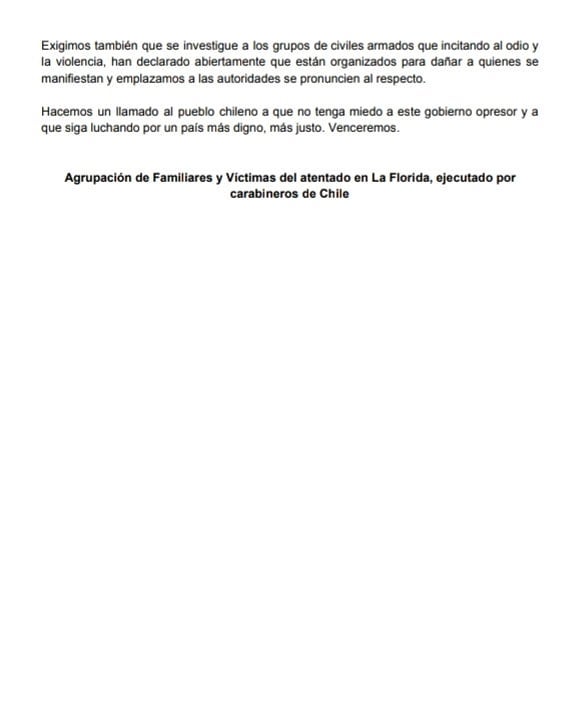 Exigimos también que se investigue a los grupos de civiles armados que incitando al odio y
la violencia, han declarado abiertamente que están organizados para dañar a quienes se
manifiestan y emplazamos a las autoridades se pronuncien al respecto.
Hacemos un llamado al pueblo chileno a que no tenga miedo a este gobierno opresor y a
que siga luchando por un país más digno, más justo. Venceremos.
Agrupación de Familiares y Víctimas del atentado en La Florida, ejecutado por
carabineros de Chile